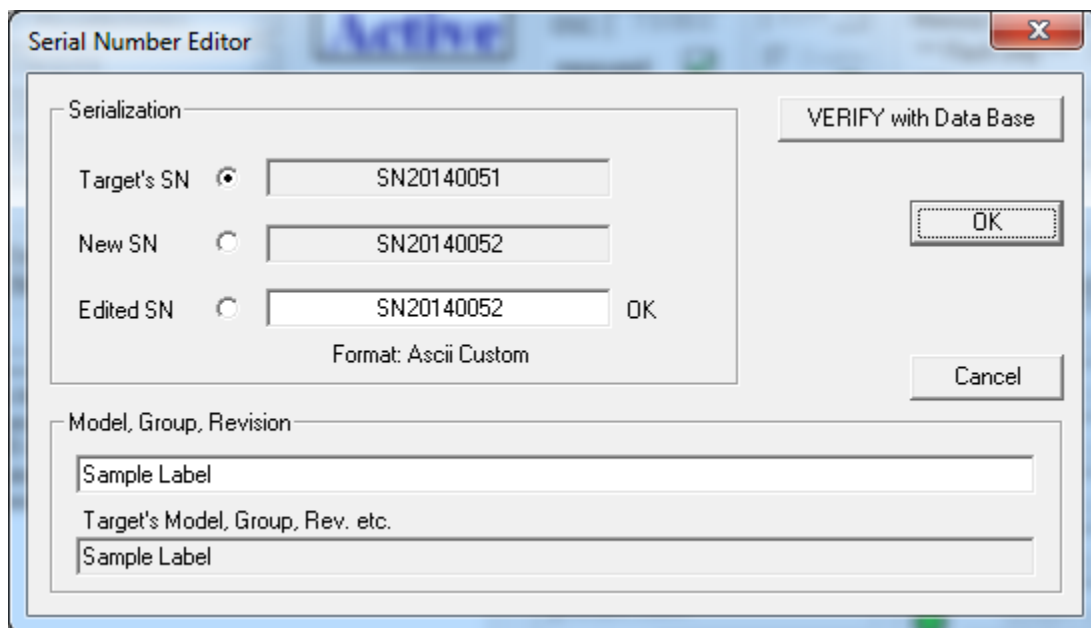 Active
Serial Number Editor
Serialization
VERIFY with Data Base
Target's SN SN20140051
OK
New SN SN20140052
Edited SN SN20140052 OK
Format: Ascii Custom
Cancel
Model, Group, Revision
Sample Label
Target's Model, Group, Rev. etc.
Sample Label